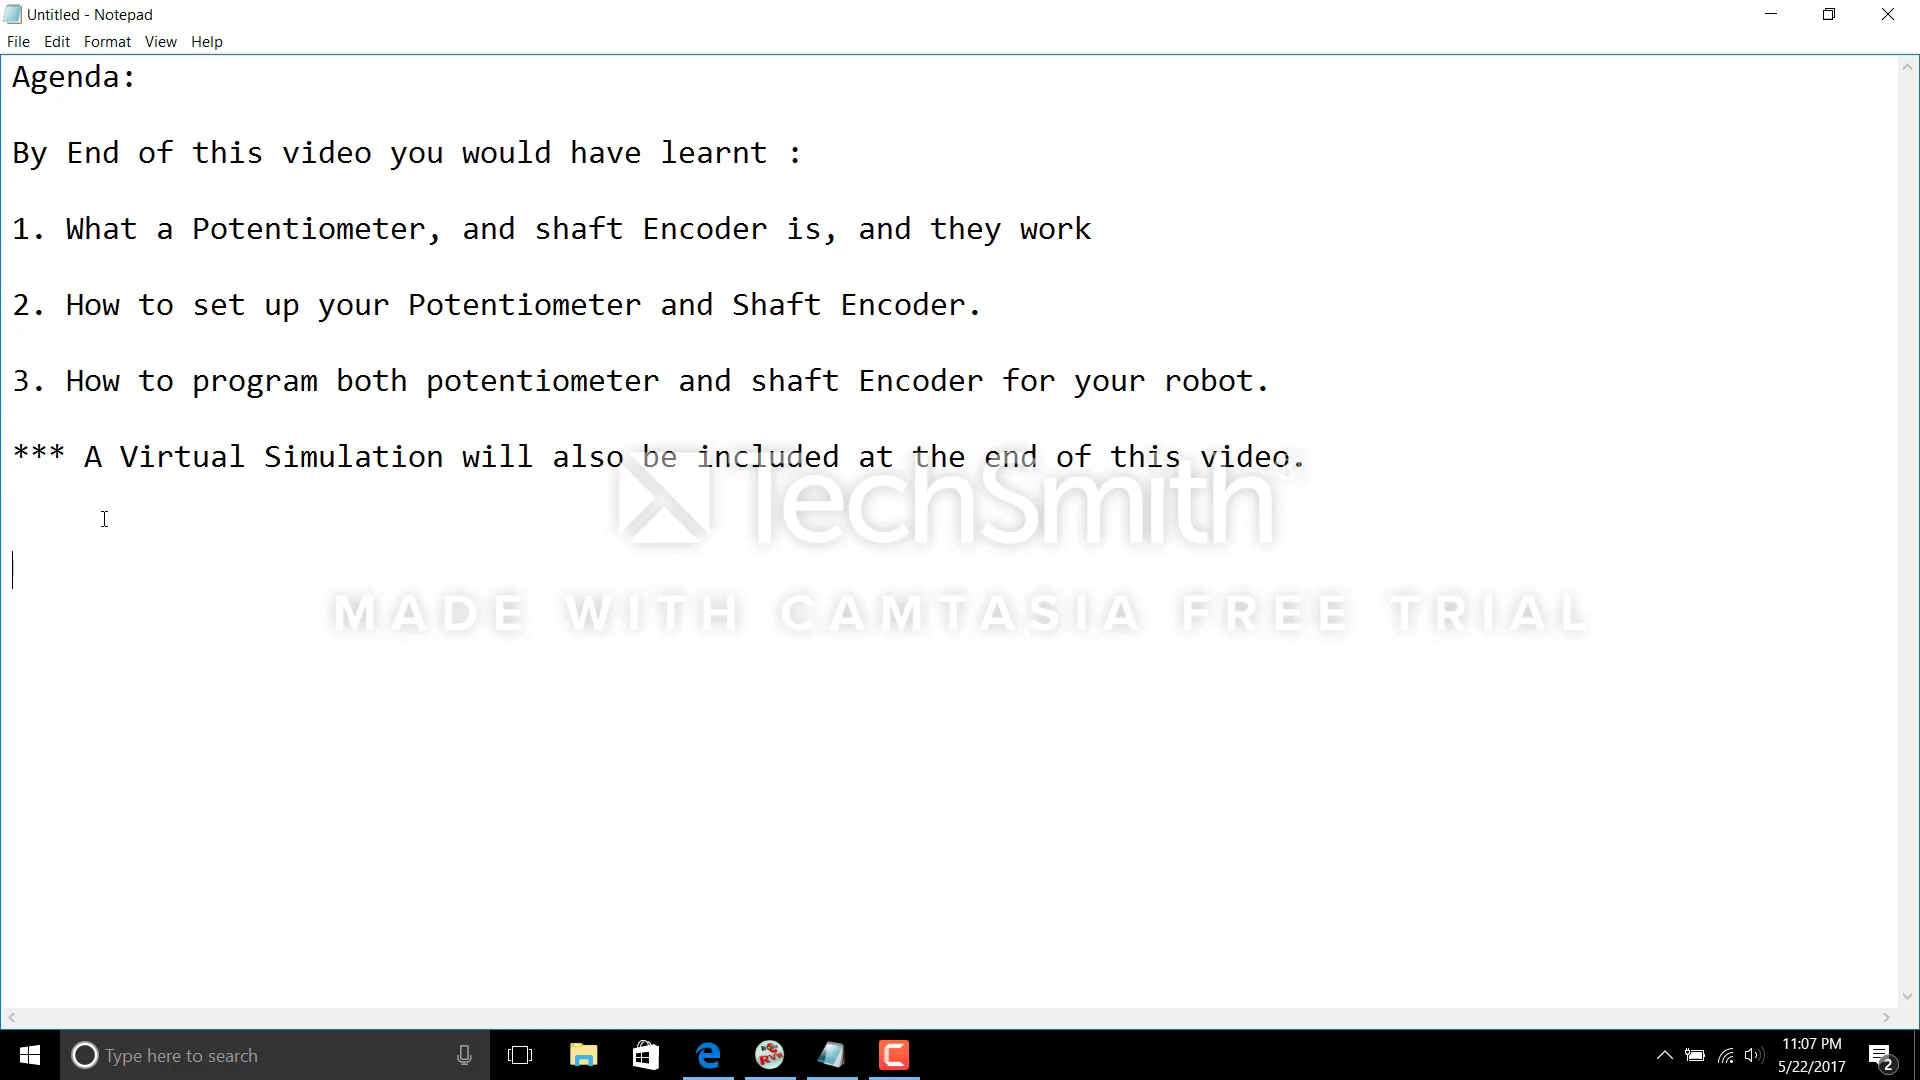 Untitled - Notepad
File Edit Format View Help
Agenda:
By End of this video you would have learnt :
1. What a Potentiometer, and shaft Encoder is, and they work
2. How to set up your Potentiometer and Shaft Encoder.
3. How to program both potentiometer and shaft Encoder for your robot.
*** A Virtual Simulation will also be included at the end of this video.
TechSmith
MADE WITH CAMTASIA FREE TRIAL
Type here to search
11:07 PM
5/22/2017
2